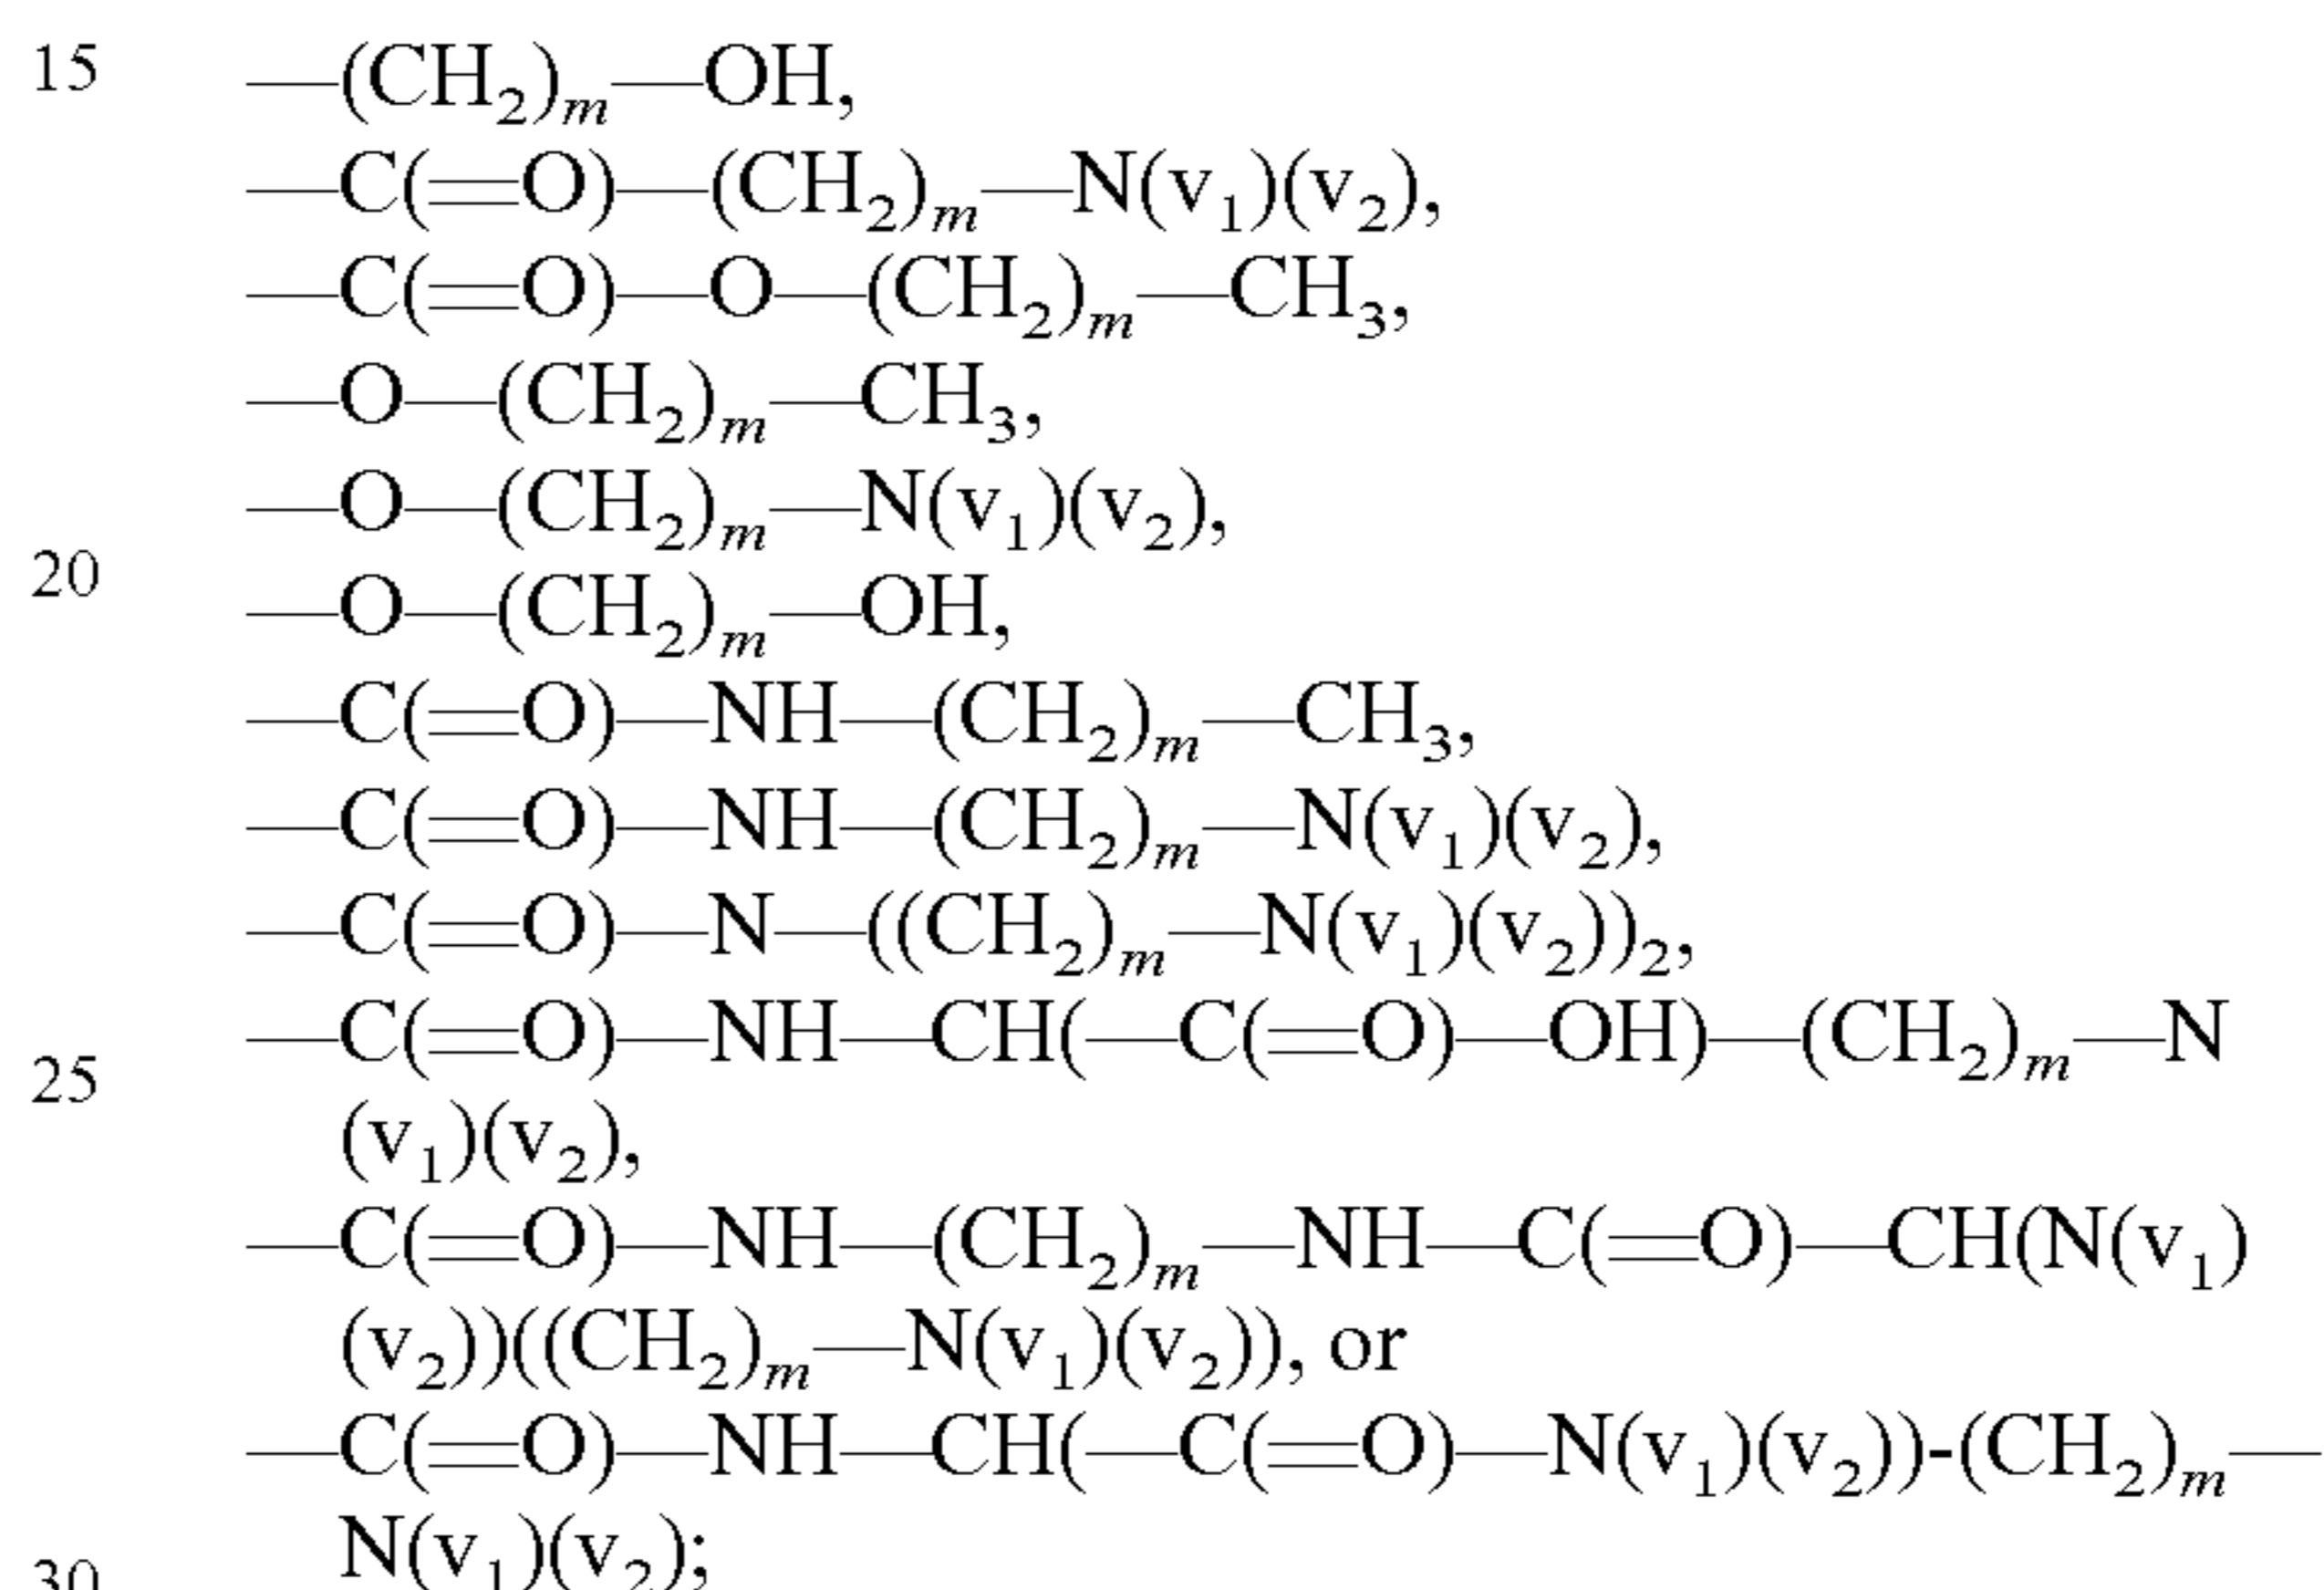 15 —(CH₂)ₘ—OH,
—C(=O)—(CH₂)ₘ—N(v₁)(v₂),
—C(=O)—O—(CH₂)ₘ—CH₃,
—O—(CH₂)ₘ—CH₃,
—O—(CH₂)ₘ—N(v₁)(v₂),
20
—O—(CH₂)ₘ—OH,
—C(=O)—NH—(CH₂)ₘ—CH₃,
—C(=O)—NH—(CH₂)ₘ—N(v₁)(v₂),
—C(=O)—N—((CH₂)ₘ—N(v₁)(v₂))₂,
—C(=O)—NH—CH(—C(=O)—OH)—(CH₂)ₘ—N
25
(v₁)(v₂),
—C(=O)—NH—(CH₂)ₘ—NH—C(=O)—CH(N(v₁)
(v₂))((CH₂)ₘ—N(v₁)(v₂)), or
—C(=O)—NH—CH(—C(=O)—N(v₁)(v₂))-(CH₂)ₘ—
N(v₁)(v₂);
30